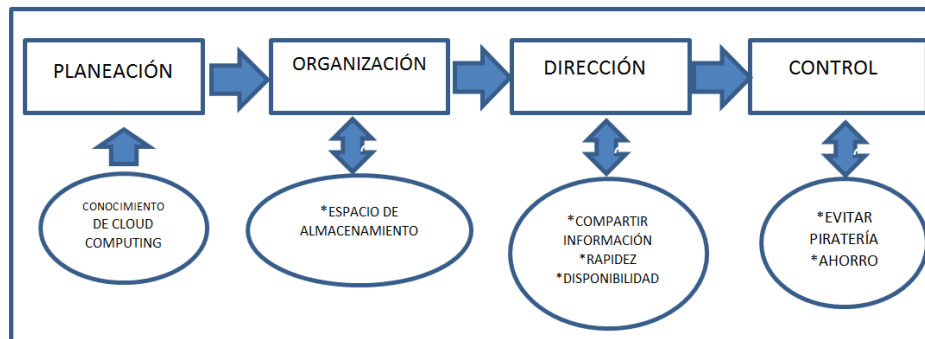 PLANEACIÓN
ORGANIZACIÓN
DIRECCIÓN
CONTROL
CONOCIMIENTO
DE CLOUD
COMPUTING
*ESPACIO DE
ALMACENAMIENTO
*COMPARTIR
INFORMACIÓN
*RAPIDEZ
*DISPONIBILIDAD
*EVITAR
PIRATERÍA
*AHORRO